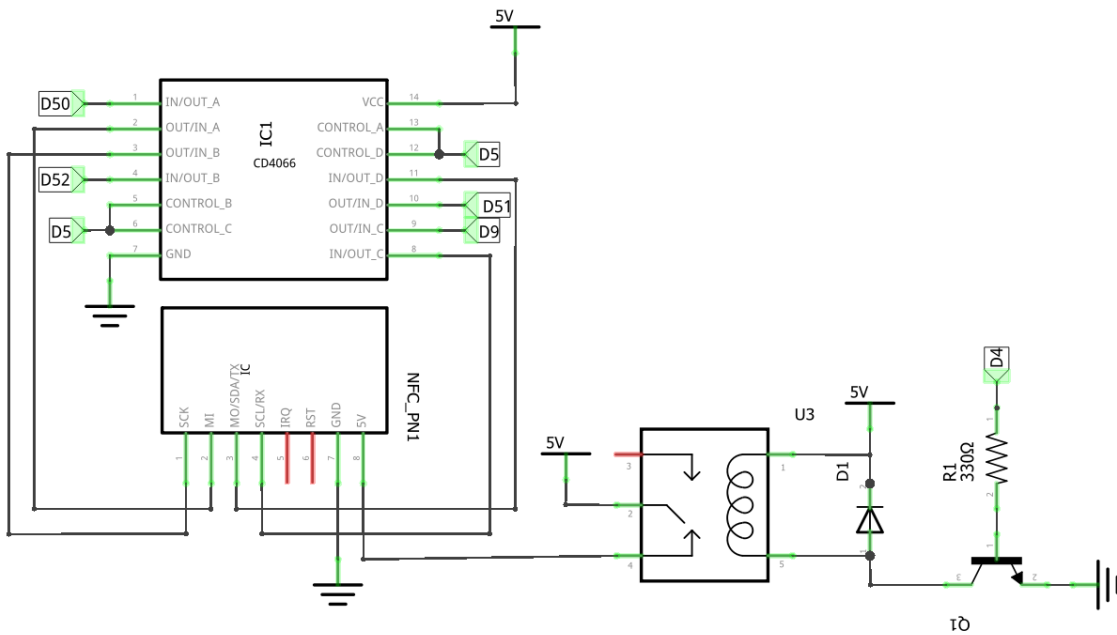 5V
D50
1
IN/OUT_A
VCC
14
2
OUT/IN_A
CONTROL_A
13
3
OUT/IN_B
IC1
CD4066
CONTROL_D
12
D5
D52
4
IN/OUT_B
IN/OUT_D
11
5
CONTROL_B
OUT/IN_D
10
D51
D5
6
CONTROL_C
OUT/IN_C
9
D9
7
GND
IN/OUT_C
8
IC
NFC_PN1
SCK
MI
MO/SDA/TX
SCL/RX
IRQ
RST
GND
5V
1
2
3
4
5
6
7
8
5V
U3
3
2
4
1
5
5V
D1
2
1
D4
1
R1
330Ω
2
1
3
2
Q1